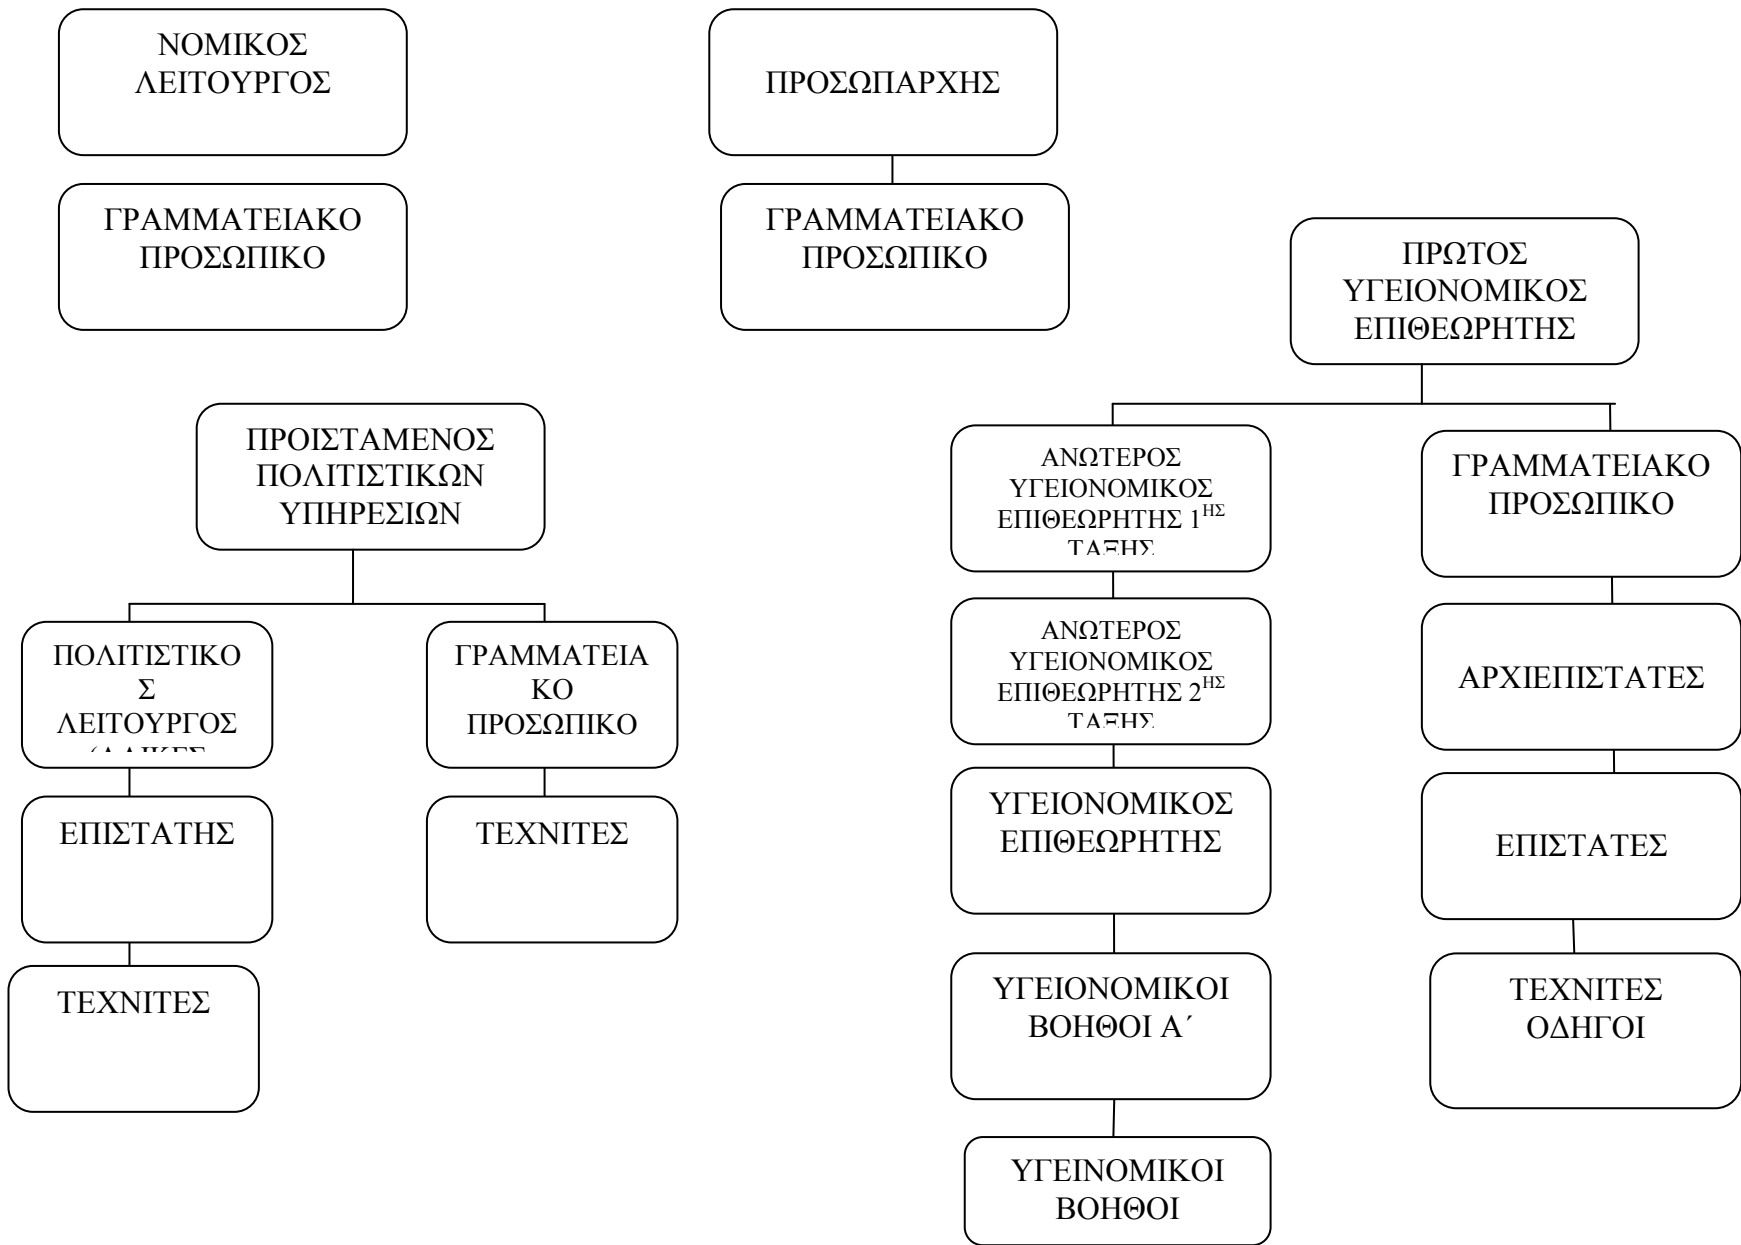 ΝΟΜΙΚΟΣ
ΛΕΙΤΟΥΡΓΟΣ
ΠΡΟΣΩΠΑΡΧΗΣ
ΓΡΑΜΜΑΤΕΙΑΚΟ
ΠΡΟΣΩΠΙΚΟ
ΓΡΑΜΜΑΤΕΙΑΚΟ
ΠΡΟΣΩΠΙΚΟ
ΠΡΩΤΟΣ
ΥΓΕΙΟΝΟΜΙΚΟΣ
ΕΠΙΘΕΩΡΗΤΗΣ
ΠΡΟΙΣΤΑΜΕΝΟΣ
ΠΟΛΙΤΙΣΤΙΚΩΝ
ΥΠΗΡΕΣΙΩΝ
ΠΟΛΙΤΙΣΤΙΚΟ
Σ
ΛΕΙΤΟΥΡΓΟΣ
ΓΡΑΜΜΑΤΕΙΑ
ΚΟ
ΠΡΟΣΩΠΙΚΟ
ΕΠΙΣΤΑΤΗΣ
ΤΕΧΝΙΤΕΣ
ΤΕΧΝΙΤΕΣ
ΑΝΩΤΕΡΟΣ
ΥΓΕΙΟΝΟΜΙΚΟΣ
ΕΠΙΘΕΩΡΗΤΗΣ 1ΗΣ
ΤΑΞΗΣ
ΓΡΑΜΜΑΤΕΙΑΚΟ
ΠΡΟΣΩΠΙΚΟ
ΑΝΩΤΕΡΟΣ
ΥΓΕΙΟΝΟΜΙΚΟΣ
ΕΠΙΘΕΩΡΗΤΗΣ 2ΗΣ
ΤΑΞΗΣ
ΑΡΧΙΕΠΙΣΤΑΤΕΣ
ΥΓΕΙΟΝΟΜΙΚΟΣ
ΕΠΙΘΕΩΡΗΤΗΣ
ΕΠΙΣΤΑΤΕΣ
ΥΓΕΙΟΝΟΜΙΚΟΙ
ΒΟΗΘΟΙ Α΄
ΤΕΧΝΙΤΕΣ
ΟΔΗΓΟΙ
ΥΓΕΙΝΟΜΙΚΟΙ
ΒΟΗΘΟΙ